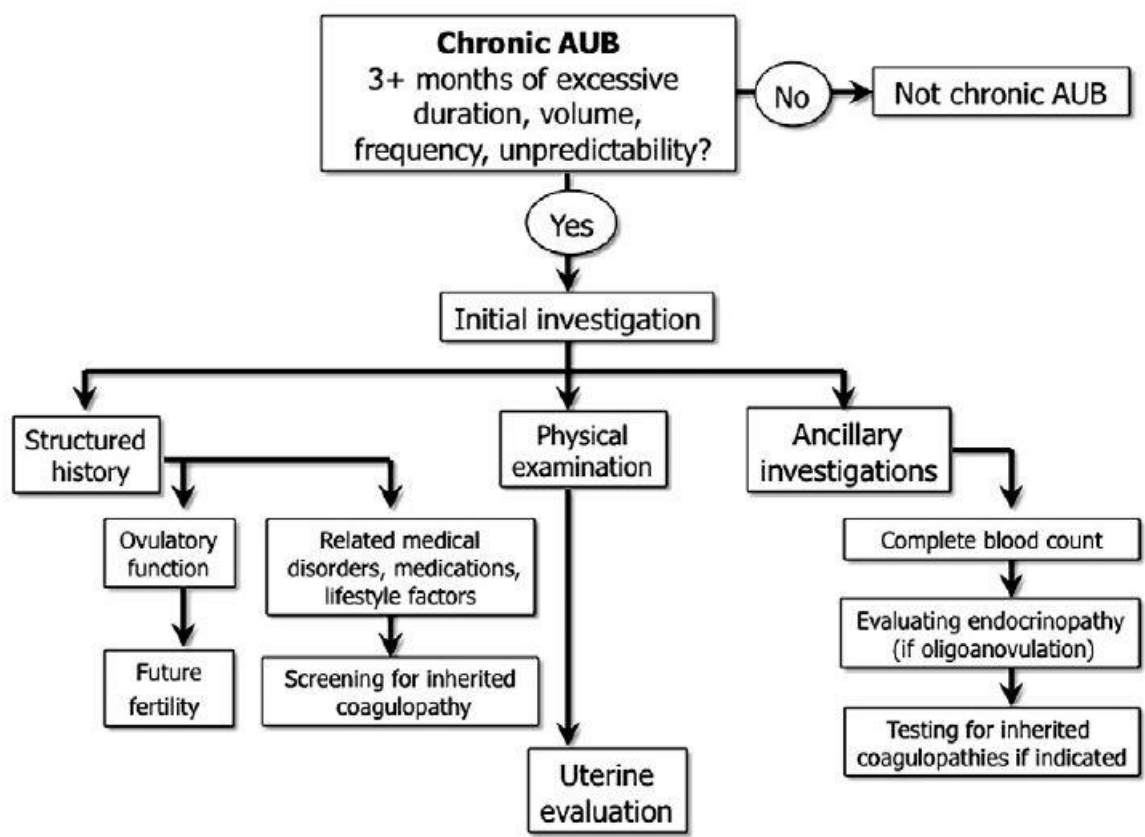 Chronic AUB
3+ months of excessive
duration, volume,
frequency, unpredictability?
No
Not chronic AUB
Yes
Initial investigation
Structured
history
Physical
examination
Ancillary
investigations
Ovulatory
function
Related medical
disorders, medications,
lifestyle factors
Complete blood count
Future
fertility
Screening for inherited
coagulopathy
Evaluating endocrinopathy
(if oligoanovulation)
Testing for inherited
coagulopathies if indicated
Uterine
evaluation